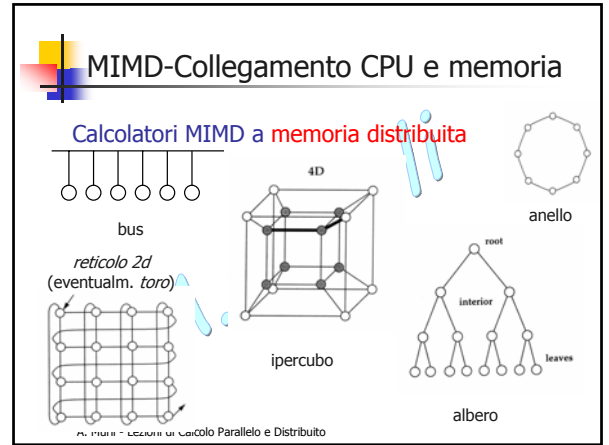 MIMD-Collegamento CPU e memoria
Calcolatori MIMD a memoria distribuita
bus
4D
anello
reticolo 2d
(eventualm. toro)
ipercubo
root
interior
leaves
albero
A. Murli - Lezioni di Calcolo Parallelo e Distribuito